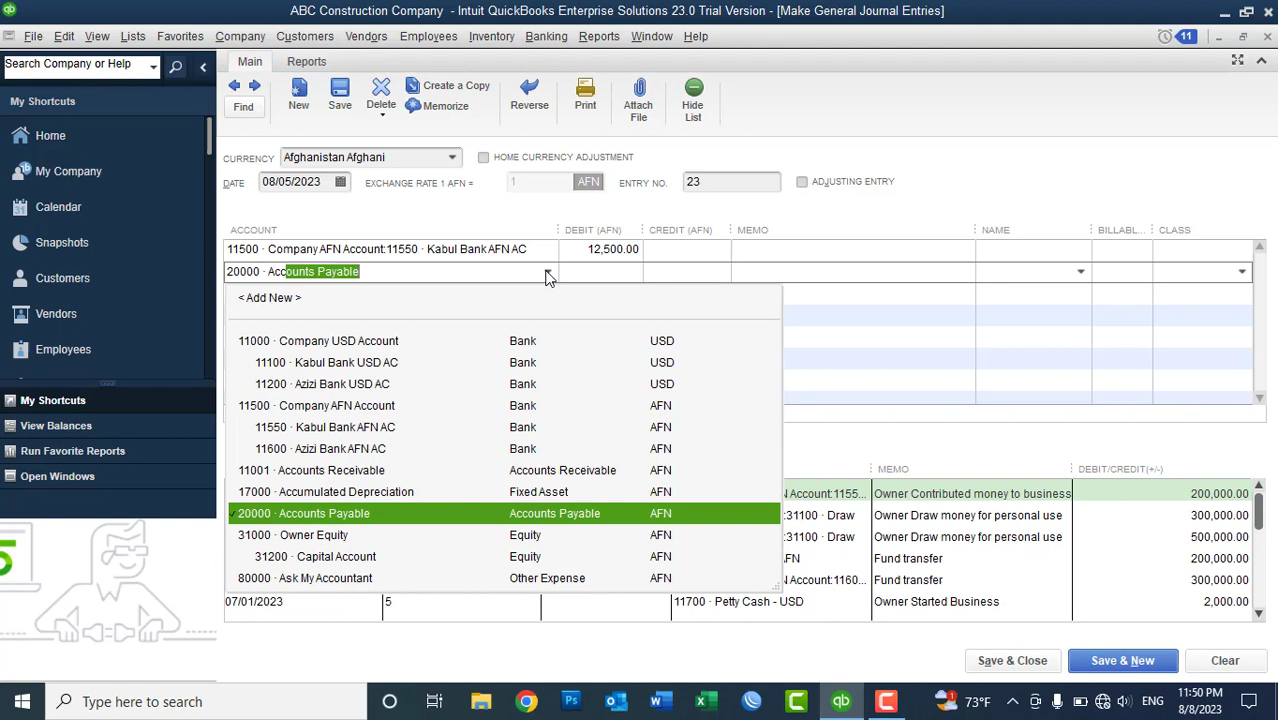 ABC Construction Company - Intuit QuickBooks Enterprise Solutions 23.0 Trial Version - [Make General Journal Entries]
File Edit View Lists Favorites Company Customers Vendors Employees Inventory Banking Reports Window Help 11
Search Company or Help
My Shortcuts
Home
My Company
Calendar
Snapshots
Customers
Vendors
Employees
My Shortcuts
View Balances
Run Favorite Reports
Open Windows
Main Reports
Find New Save Delete Create a Copy Memorize Reverse Print Attach File Hide List
CURRENCY Afghanistan Afghani HOME CURRENCY ADJUSTMENT
DATE 08/05/2023 EXCHANGE RATE 1 AFN = 1 AFN ENTRY NO. 23 ADJUSTING ENTRY
ACCOUNT DEBIT (AFN) CREDIT (AFN) MEMO NAME BILLABL... CLASS
11500 · Company AFN Account:11550 · Kabul Bank AFN AC 12,500.00
20000 · Accounts Payable
< Add New >
11000 · Company USD Account Bank USD
11100 · Kabul Bank USD AC Bank USD
11200 · Azizi Bank USD AC Bank USD
11500 · Company AFN Account Bank AFN
11550 · Kabul Bank AFN AC Bank AFN
11600 · Azizi Bank AFN AC Bank AFN
11001 · Accounts Receivable Accounts Receivable AFN
17000 · Accumulated Depreciation Fixed Asset AFN
20000 · Accounts Payable Accounts Payable AFN
31000 · Owner Equity Equity AFN
31200 · Capital Account Equity AFN
80000 · Ask My Accountant Other Expense AFN
MEMO DEBIT/CREDIT(+/-)
N Account:1155... Owner Contributed money to business 200,000.00
:31100 · Draw Owner Draw money for personal use 300,000.00
:31100 · Draw Owner Draw money for personal use 500,000.00
AFN Fund transfer 300,000.00
N Account:1160... Fund transfer 300,000.00
07/01/2023 5 11700 · Petty Cash - USD Owner Started Business 2,000.00
Save & Close Save & New Clear
Type here to search
73°F ENG
11:50 PM
8/8/2023